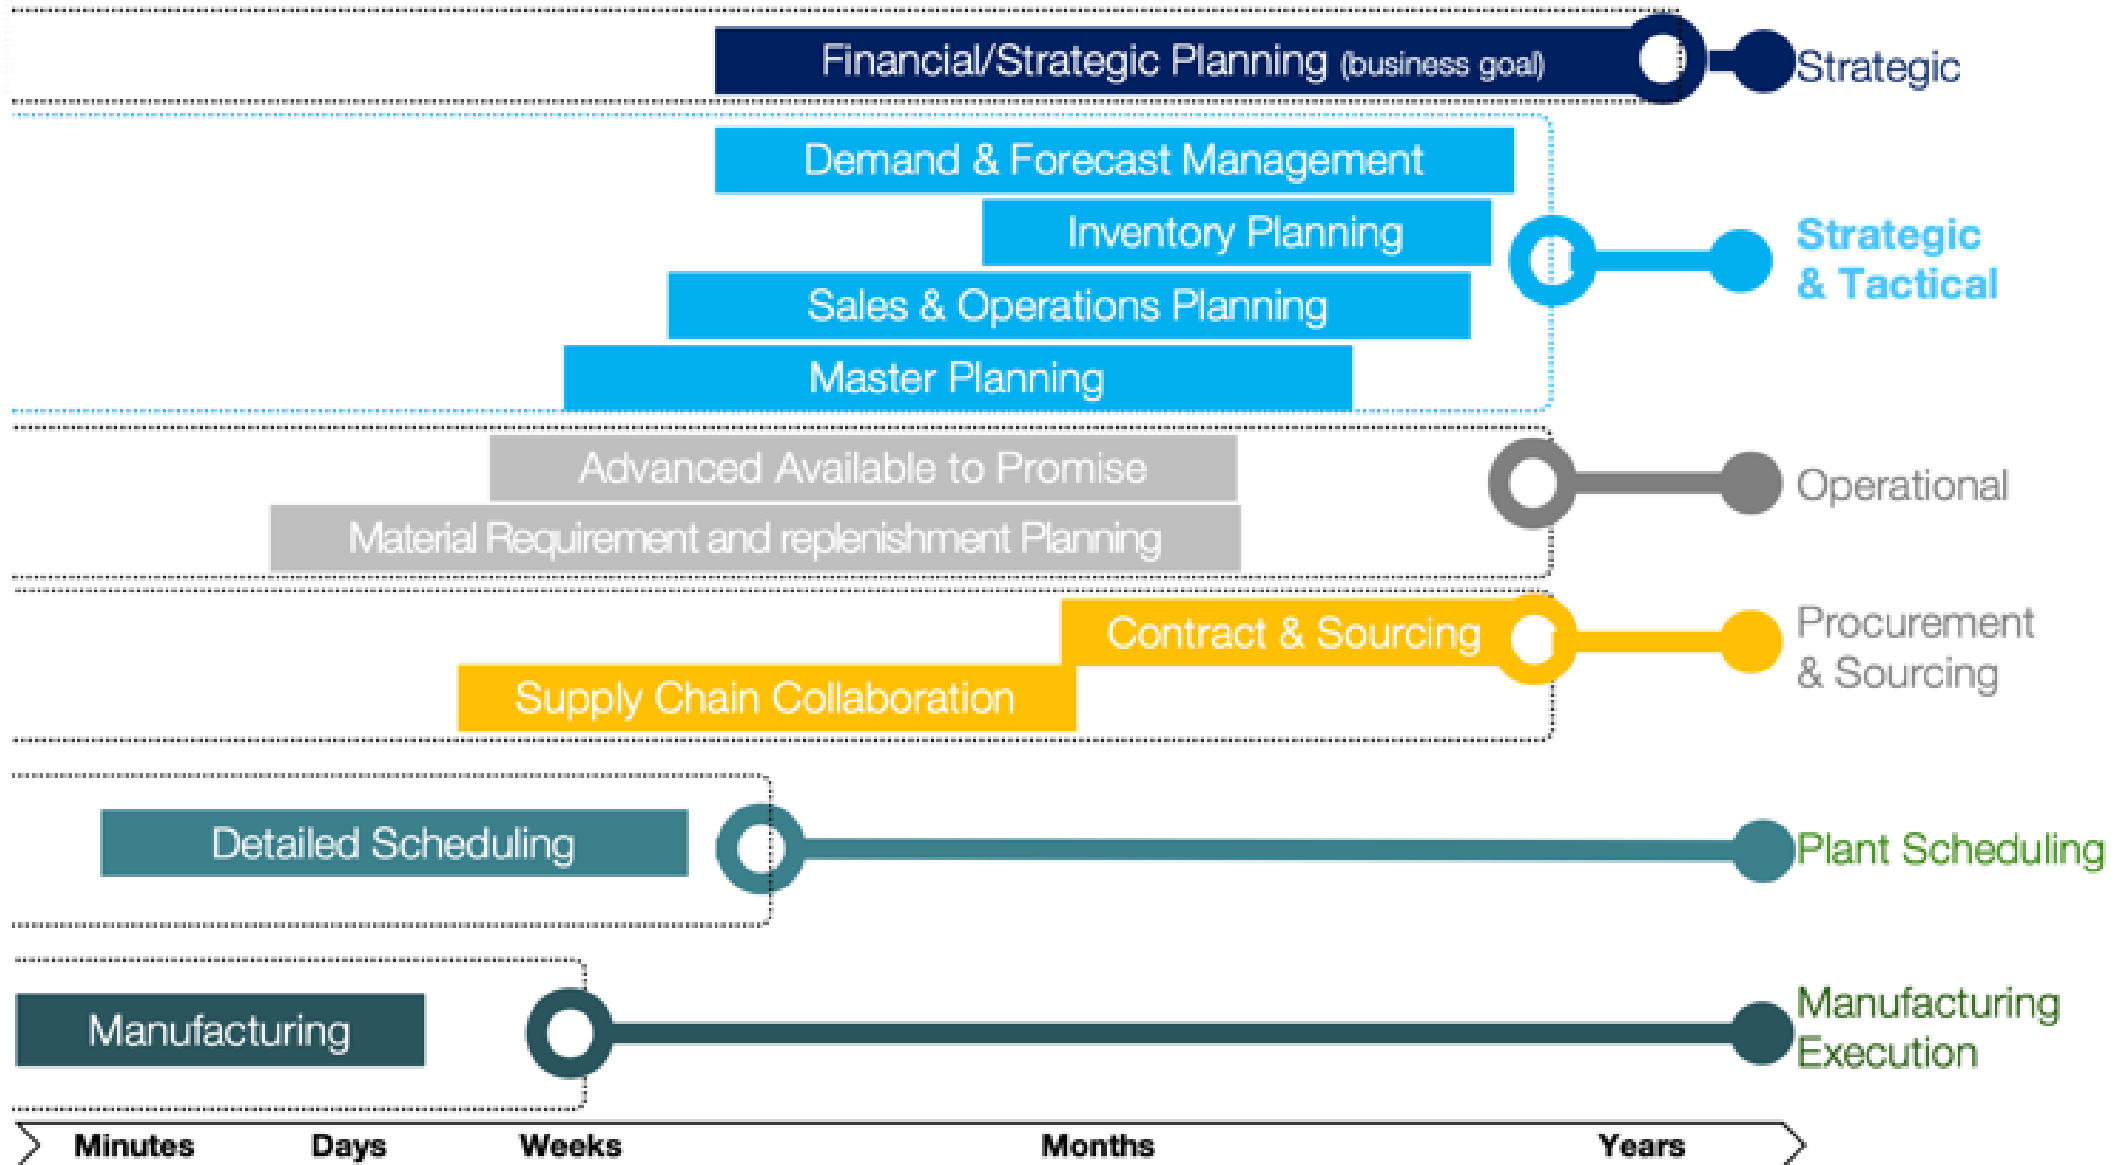 Financial/Strategic Planning (business goal)
Strategic
Demand & Forecast Management
Inventory Planning
Sales & Operations Planning
Master Planning
Strategic
& Tactical
Advanced Available to Promise
Material Requirement and replenishment Planning
Operational
Contract & Sourcing
Supply Chain Collaboration
Procurement
& Sourcing
Detailed Scheduling
Plant Scheduling
Manufacturing
Manufacturing
Execution
Minutes Days Weeks Months Years